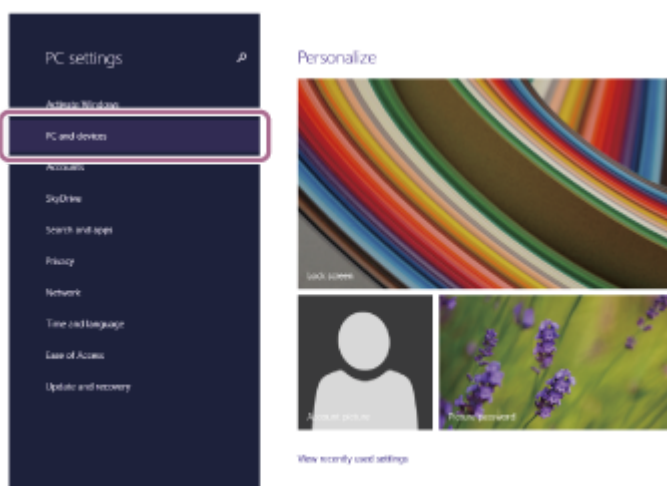 PC settings
Activate Windows
PC and devices
Accounts
SkyDrive
Search and apps
Privacy
Network
Time and language
Ease of Access
Update and recovery
Personalize
Lock screen
Account picture
Picture password
View recently used settings